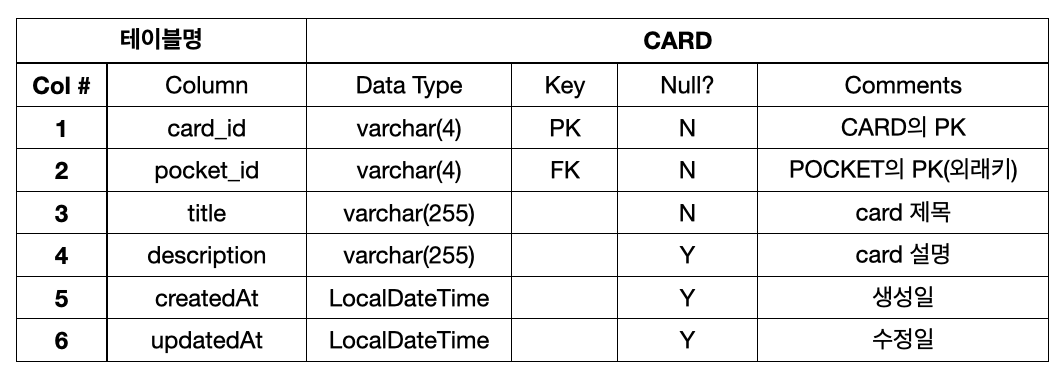 테이블명 CARD
Col # Column Data Type Key Null? Comments
1 card_id varchar(4) PK N CARD의 PK
2 pocket_id varchar(4) FK N POCKET의 PK(외래키)
3 title varchar(255) N card 제목
4 description varchar(255) Y card 설명
5 createdAt LocalDateTime Y 생성일
6 updatedAt LocalDateTime Y 수정일